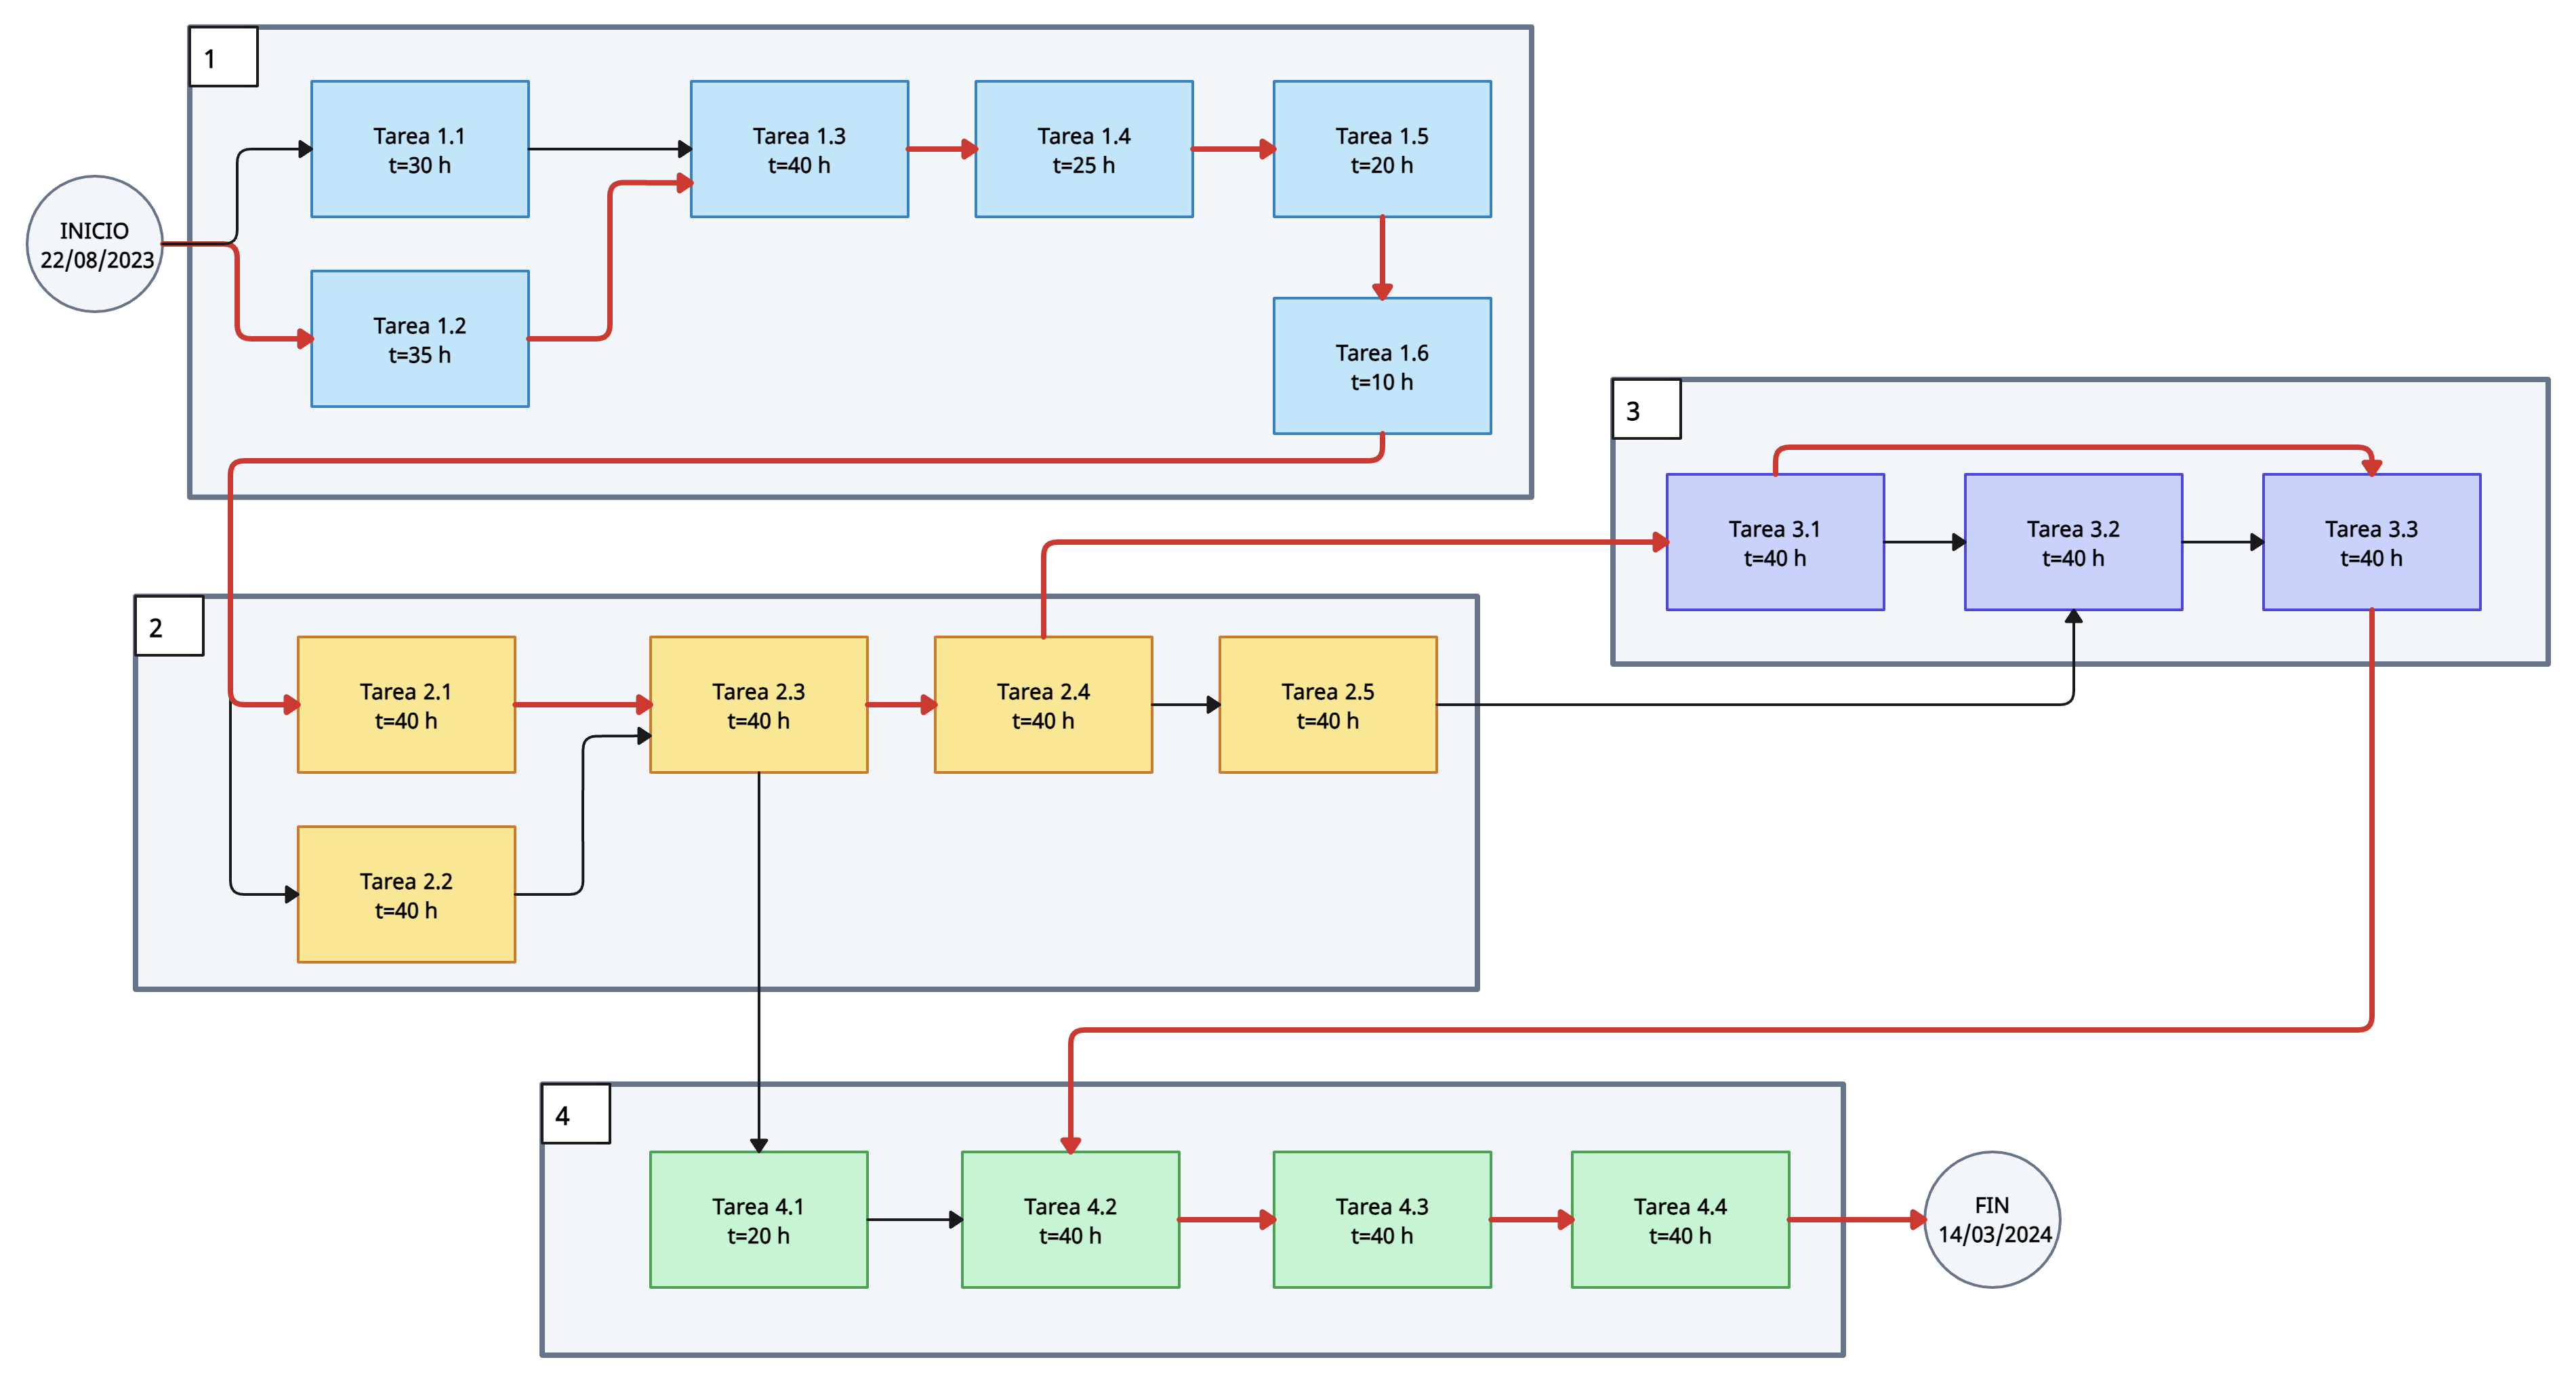 1
Tarea 1.1
t=30 h
Tarea 1.3
t=40 h
Tarea 1.4
t=25 h
Tarea 1.5
t=20 h
INICIO
22/08/2023
Tarea 1.2
t=35 h
Tarea 1.6
t=10 h
3
Tarea 3.1
t=40 h
Tarea 3.2
t=40 h
Tarea 3.3
t=40 h
2
Tarea 2.1
t=40 h
Tarea 2.3
t=40 h
Tarea 2.4
t=40 h
Tarea 2.5
t=40 h
Tarea 2.2
t=40 h
4
Tarea 4.1
t=20 h
Tarea 4.2
t=40 h
Tarea 4.3
t=40 h
Tarea 4.4
t=40 h
FIN
14/03/2024